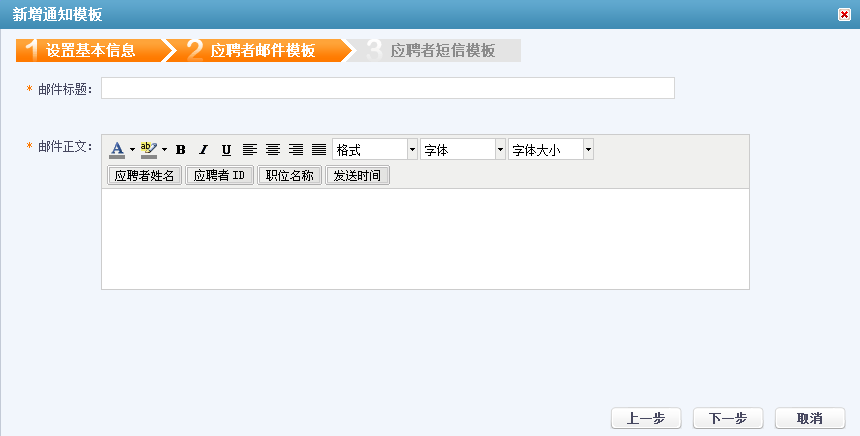 新增通知模板
1 设置基本信息 2 应聘者邮件模板 3 应聘者短信模板
* 邮件标题:
* 邮件正文: A ab B I U 格式 字体 字体大小
应聘者姓名 应聘者ID 职位名称 发送时间
上一步 下一步 取消